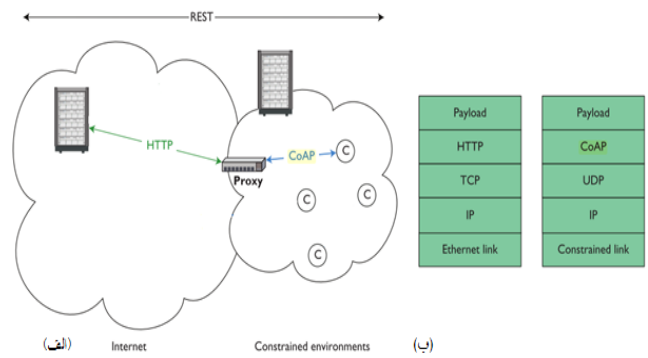 REST
HTTP
CoAP
Proxy
C
C
C
C
Internet
Constrained environments
(الف)
Payload
HTTP
TCP
IP
Ethernet link
Payload
CoAP
UDP
IP
Constrained link
(ب)